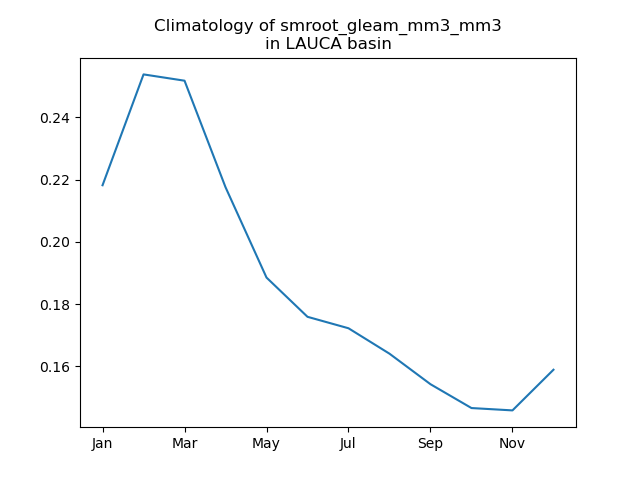 Climatology of smroot_gleam_mm3_mm3
in LAUCA basin
0.24
0.22
0.20
0.18
0.16
Jan Mar May Jul Sep Nov